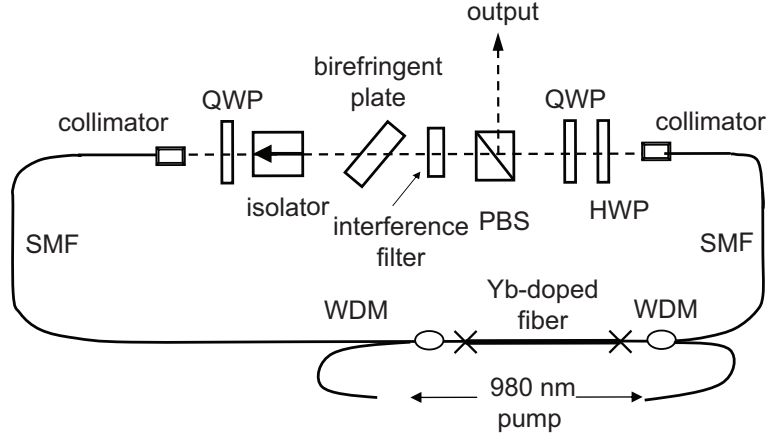 output
birefringent
plate
QWP
QWP
collimator
collimator
isolator
interference
filter
PBS
HWP
SMF
SMF
Yb-doped
fiber
WDM
WDM
980 nm
pump